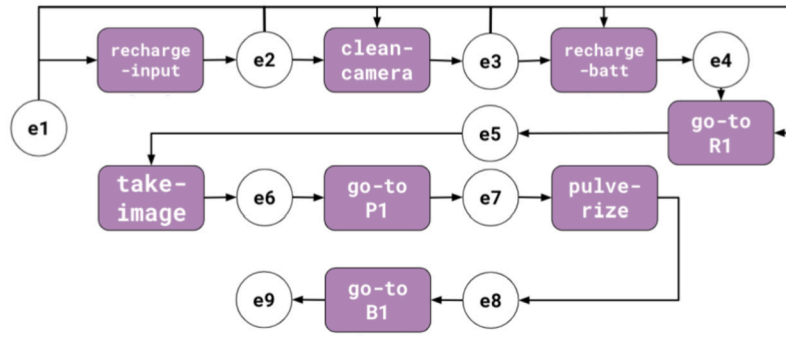 recharge
-input
e2
clean-
camera
e3
recharge
-batt
e4
e1
go-to
R1
e5
take-
image
e6
go-to
P1
e7
pulve-
rize
e9
go-to
B1
e8